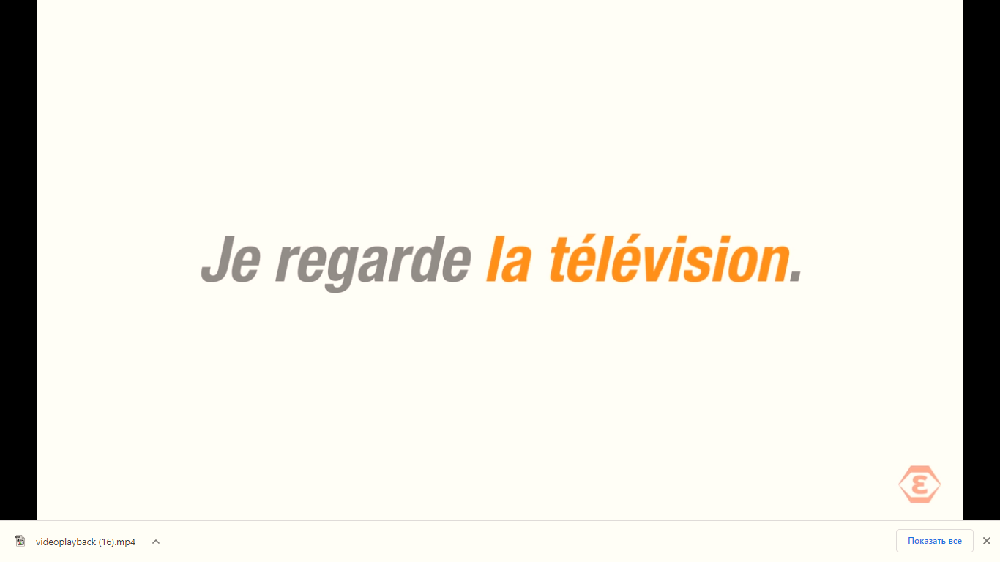 Je regarde la télévision.
ε
videoplayback (16).mp4
Показать все